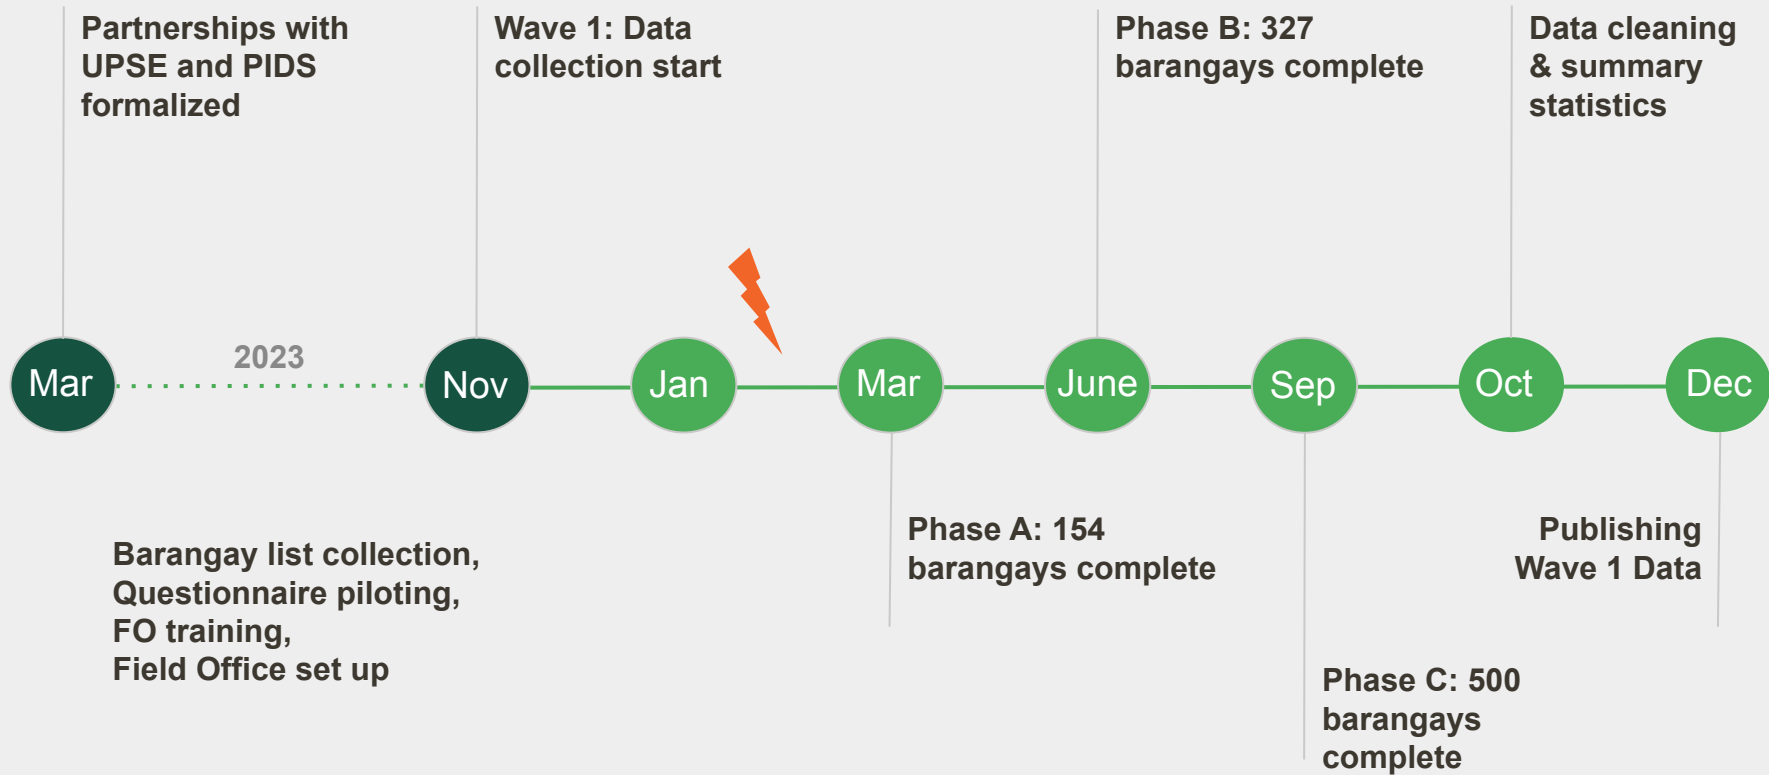 Partnerships with
UPSE and PIDS
formalized
Wave 1: Data
collection start
Phase B: 327
barangays complete
Data cleaning
& summary
statistics
2023
Mar
Nov
Jan
Mar
June
Sep
Oct
Dec
Barangay list collection,
Questionnaire piloting,
FO training,
Field Office set up
Phase A: 154
barangays complete
Phase C: 500
barangays
complete
Publishing
Wave 1 Data